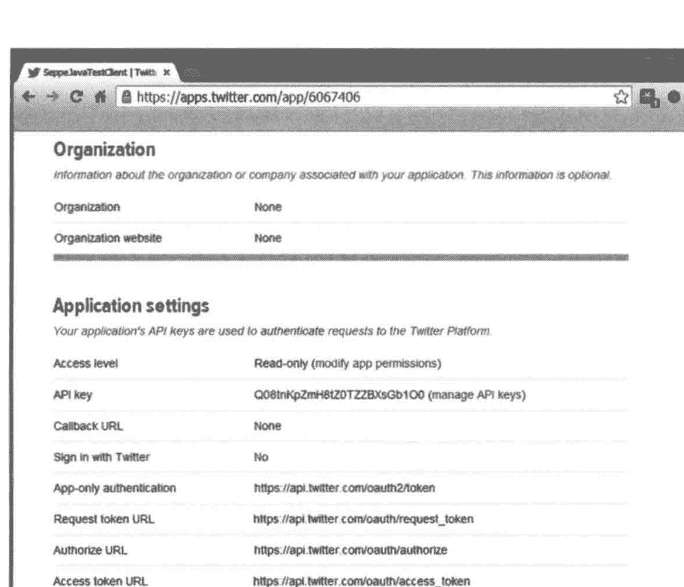 SeppeJavaTestClient | Twitt
https://apps.twitter.com/app/6067406
Organization
Information about the organization or company associated with your application. This information is optional.
Organization None
Organization website None
Application settings
Your application's API keys are used to authenticate requests to the Twitter Platform.
Access level Read-only (modify app permissions)
API key Q08tnKpZmH8tZ0TZZBXsGb1O0 (manage API keys)
Callback URL None
Sign in with Twitter No
App-only authentication https://api.twitter.com/oauth2/token
Request token URL https://api.twitter.com/oauth/request_token
Authorize URL https://api.twitter.com/oauth/authorize
Access token URL https://api.twitter.com/oauth/access_token